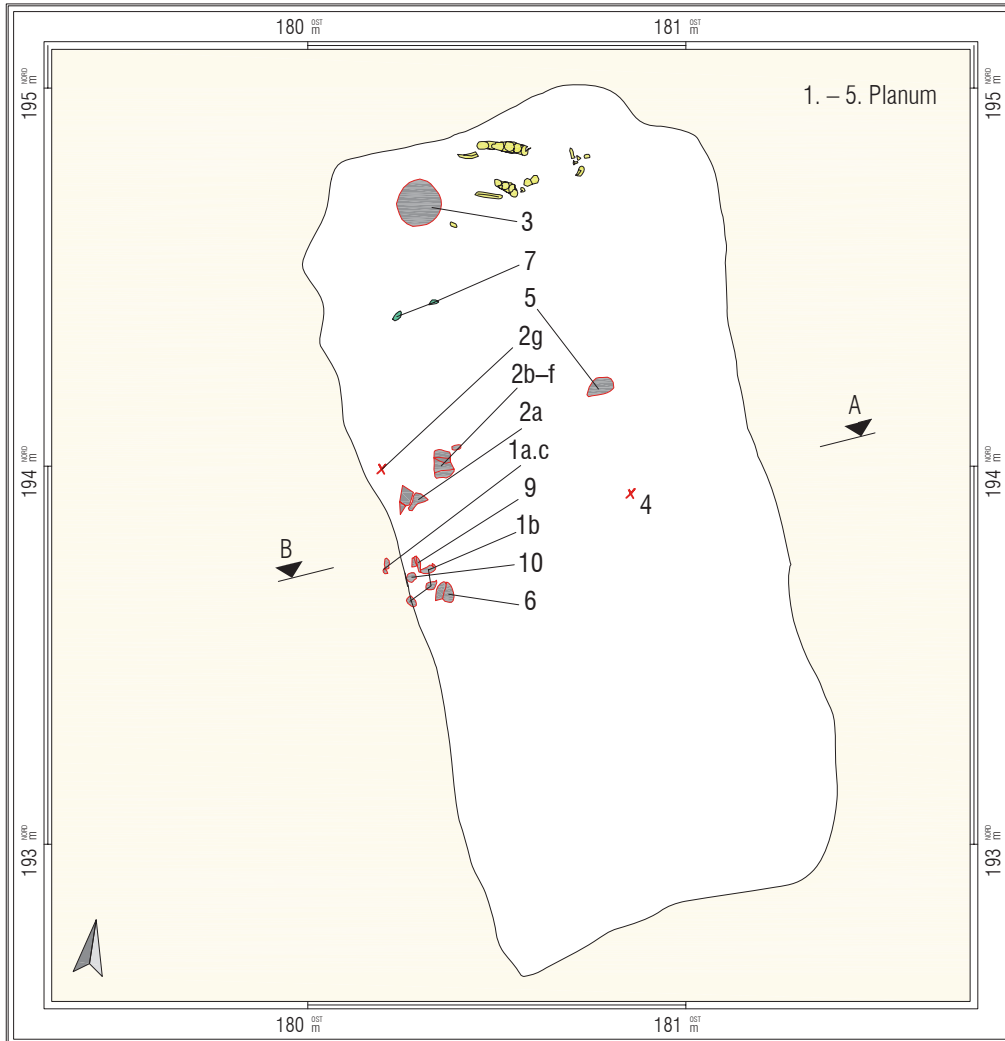 180 OST m
181 OST m
195 NORD m
195 NORD m
1. – 5. Planum
3
7
5
2g
2b–f
2a
A
1a.c
194 NORD m
194 NORD m
9
4
1b
B
10
6
193 NORD m
193 NORD m
180 OST m
181 OST m